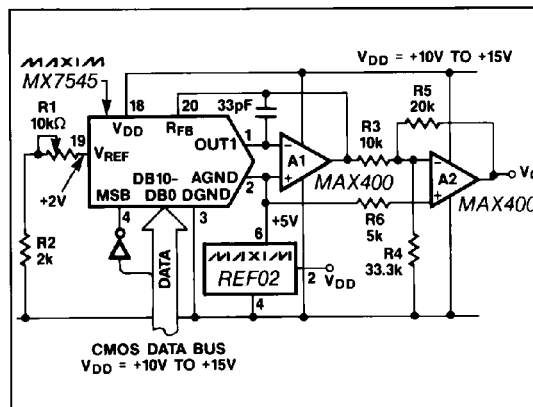 MAXIM
MX7545
VDD = +10V TO +15V
R1
10kΩ
19
18
20
33pF
R5
20k
VDD
RFB
OUT1
1
R3
10k
VREF
A1
A2
VO
+2V
DB10-
DB0
AGND
2
MAX400
MAX400
MSB
DGND
4
3
+5V
R6
5k
6
R2
2k
DATA
MAXIM
REF02
2
VDD
R4
33.3k
4
CMOS DATA BUS
VDD = +10V TO +15V